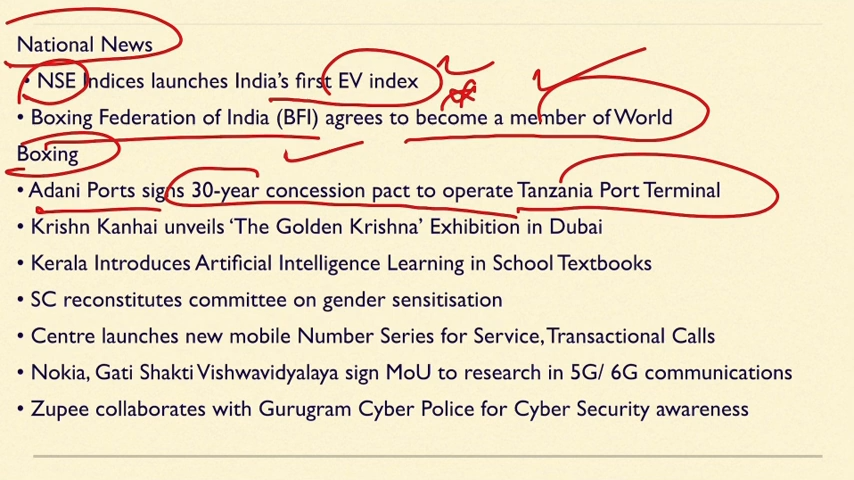 National News
• NSE Indices launches India's first EV index
• Boxing Federation of India (BFI) agrees to become a member of World
Boxing
• Adani Ports signs 30-year concession pact to operate Tanzania Port Terminal
• Krishn Kanhai unveils 'The Golden Krishna' Exhibition in Dubai
• Kerala Introduces Artificial Intelligence Learning in School Textbooks
• SC reconstitutes committee on gender sensitisation
• Centre launches new mobile Number Series for Service, Transactional Calls
• Nokia, Gati Shakti Vishwavidyalaya sign MoU to research in 5G/ 6G communications
• Zupee collaborates with Gurugram Cyber Police for Cyber Security awareness